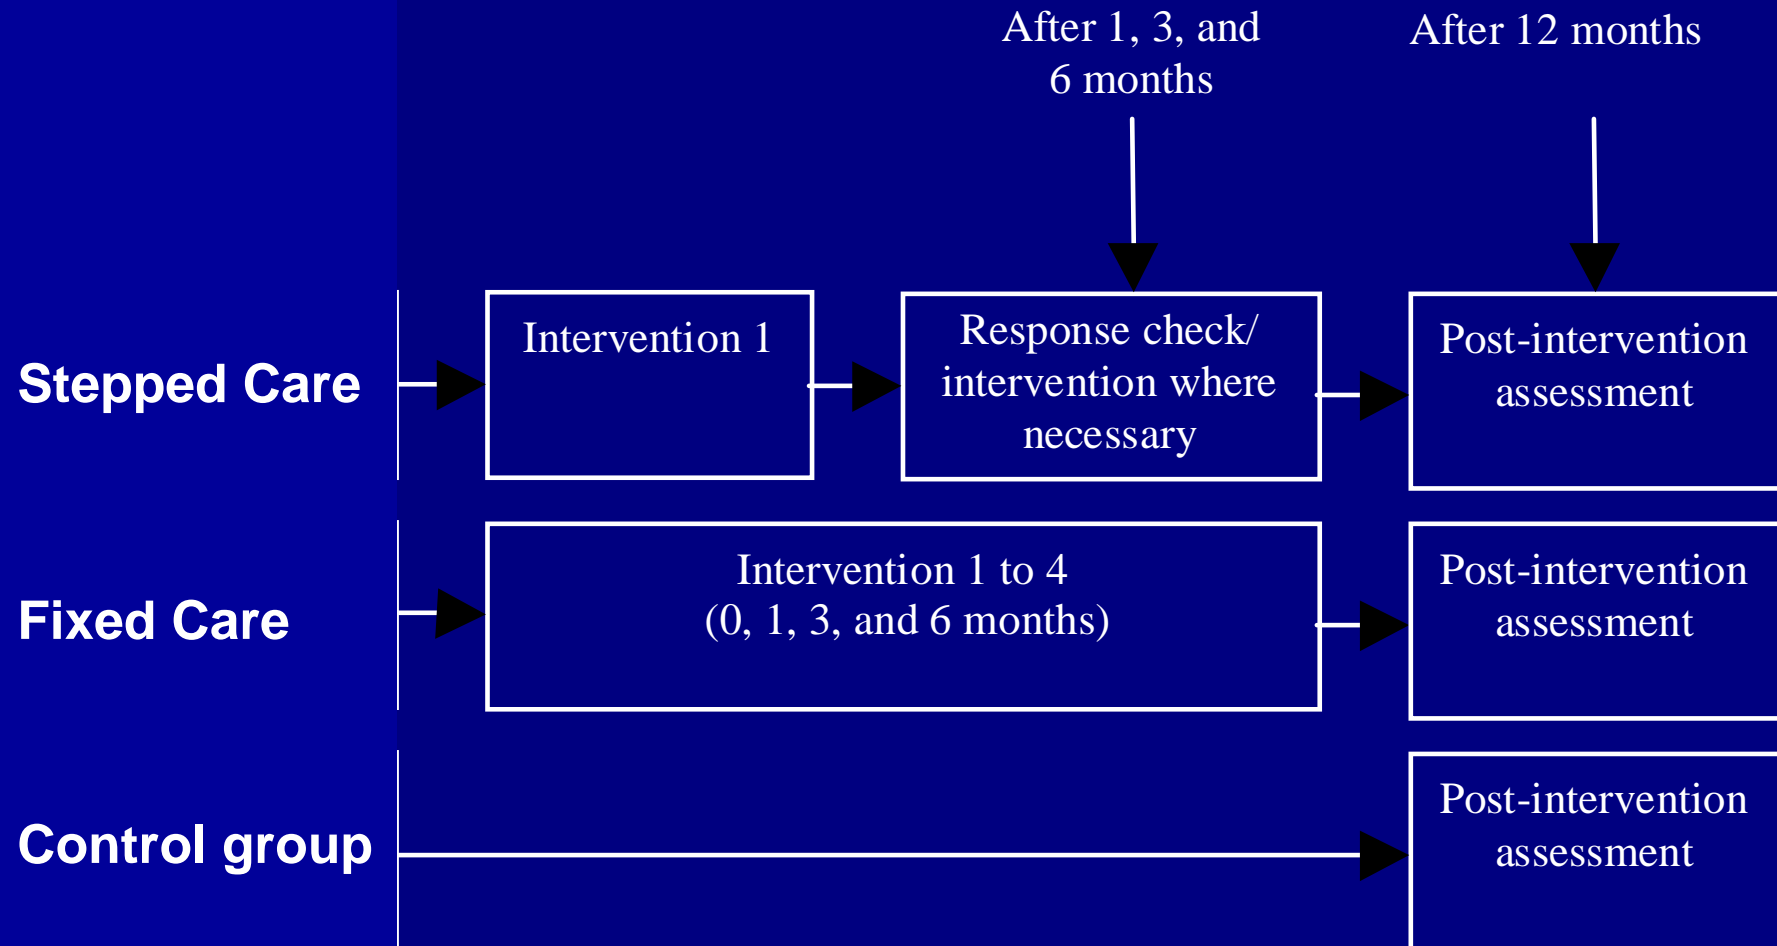 After 1, 3, and
6 months
After 12 months
Stepped Care
Intervention 1
Response check/
intervention where
necessary
Post-intervention
assessment
Fixed Care
Intervention 1 to 4
(0, 1, 3, and 6 months)
Post-intervention
assessment
Control group
Post-intervention
assessment